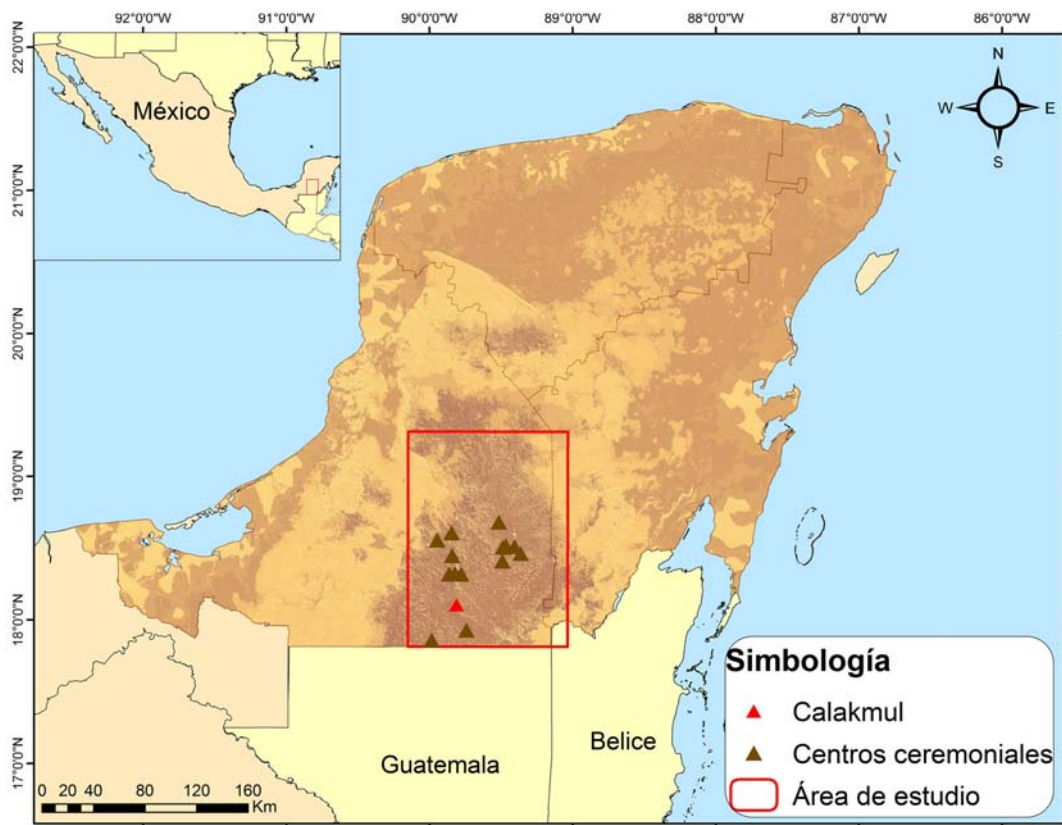 92°0'0"W 91°0'0"W 90°0'0"W 89°0'0"W 88°0'0"W 87°0'0"W 86°0'0"W
22°0'0"N
21°0'0"N
20°0'0"N
19°0'0"N
18°0'0"N
17°0'0"N
México
N
W E
S
Guatemala
Belice
0 20 40 80 120 160
Km
Simbología
Calakmul
Centros ceremoniales
Área de estudio